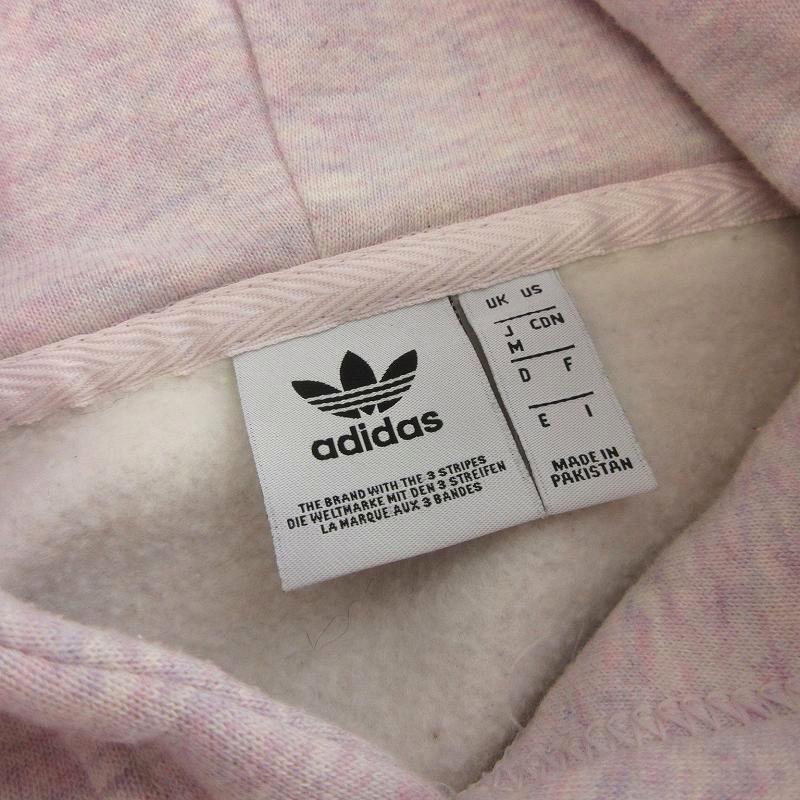 adidas
THE BRAND WITH THE 3 STRIPES
DIE WELTMARKE MIT DEN 3 STREIFEN
LA MARQUE AUX 3 BANDES
UK US
J CDN
M
D F
E I
MADE IN
PAKISTAN